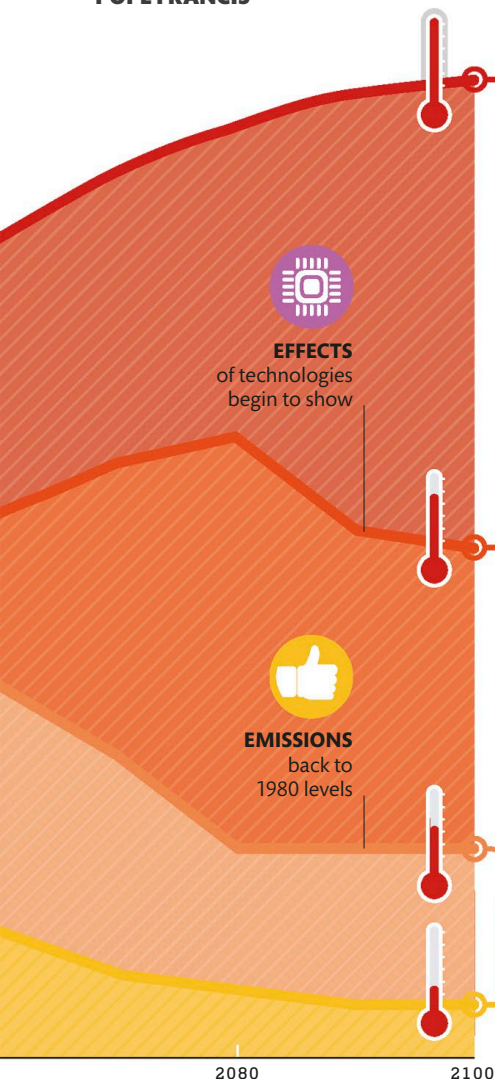 EFFECTS
of technologies
begin to show
EMISSIONS
back to
1980 levels
2080
2100